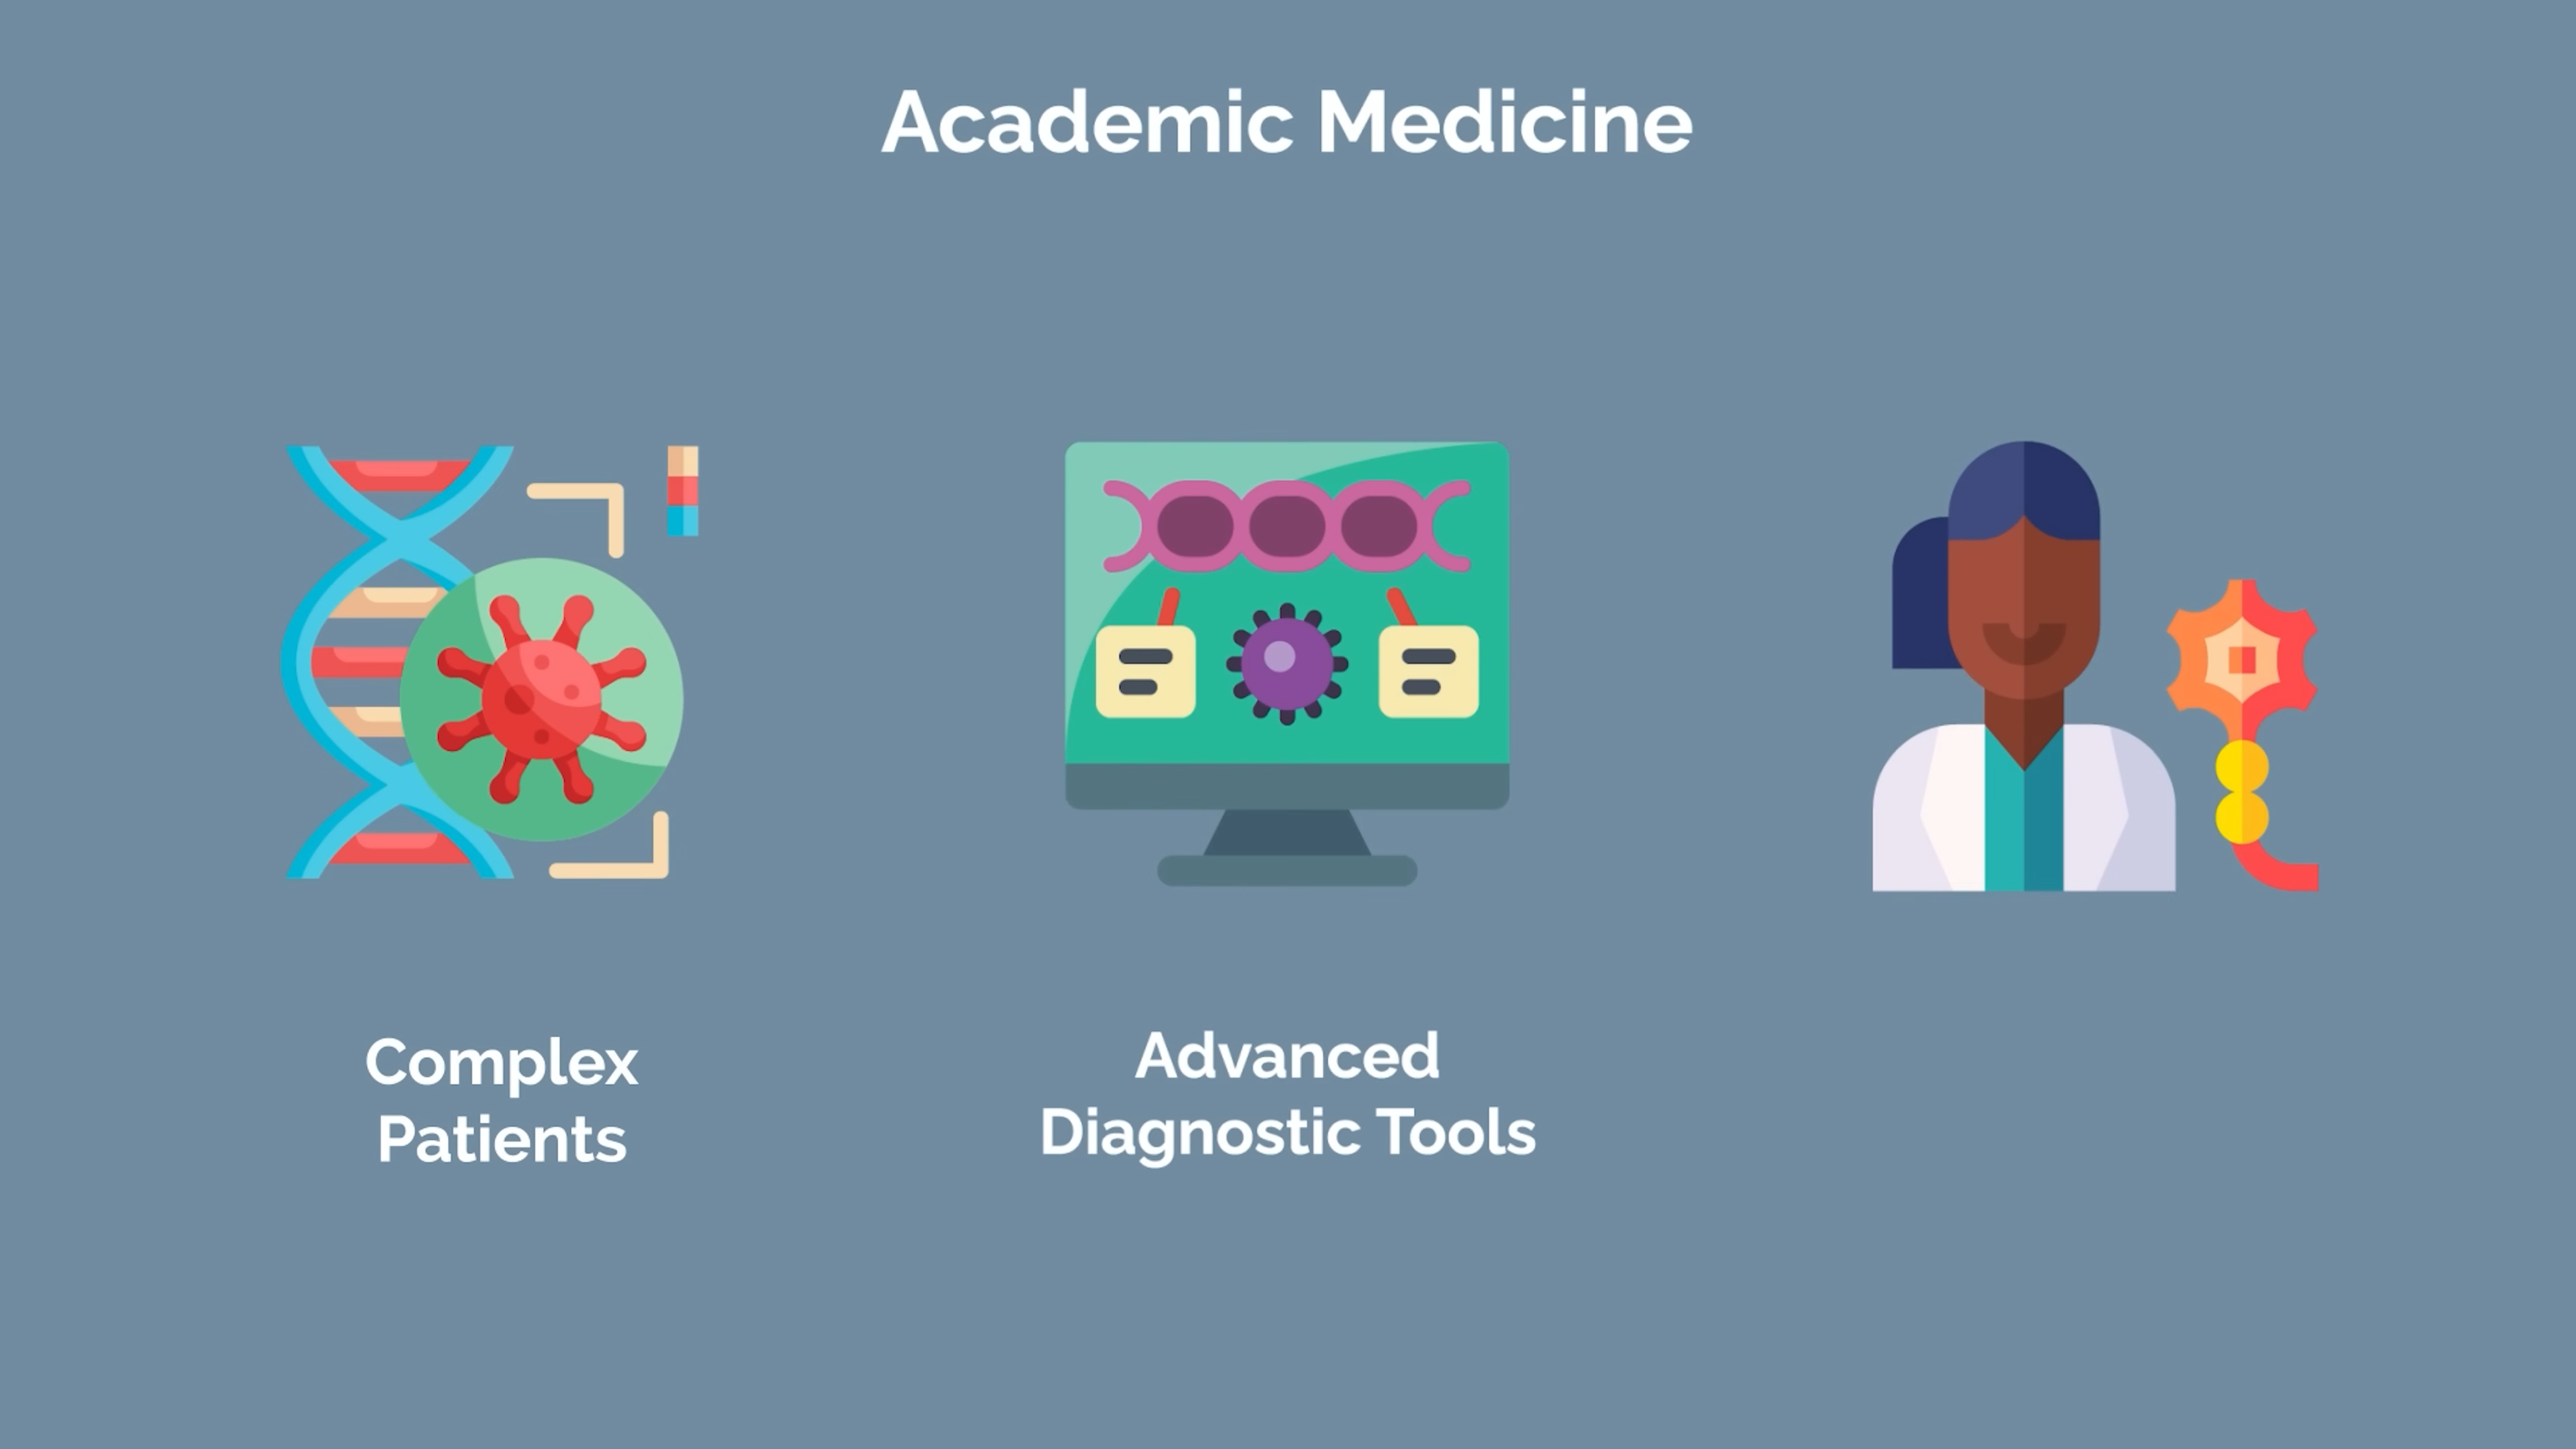 Academic Medicine
Complex
Patients
Advanced
Diagnostic Tools